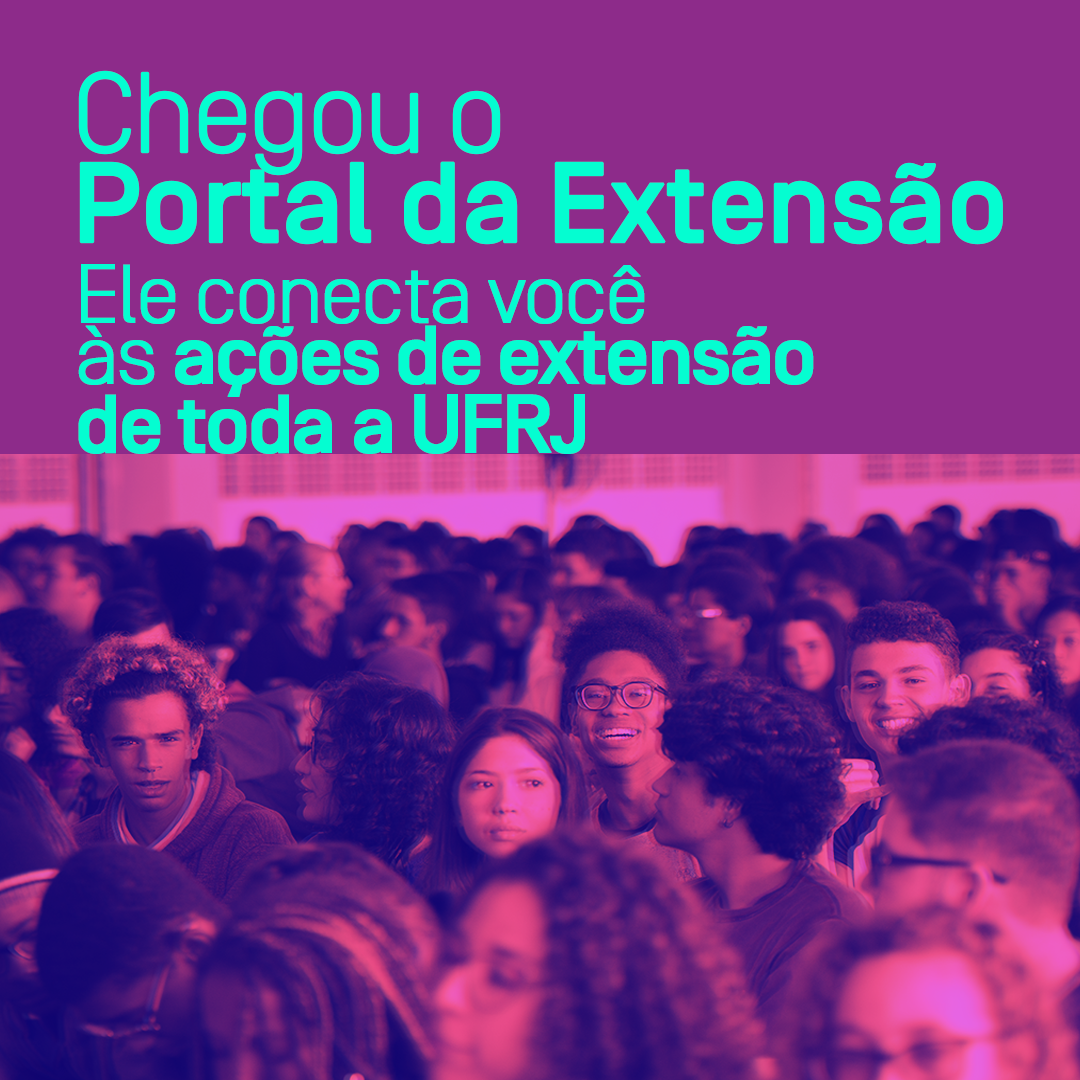 Chegou o
Portal da Extensão
Ele conecta você
às ações de extensão
de toda a UFRJ